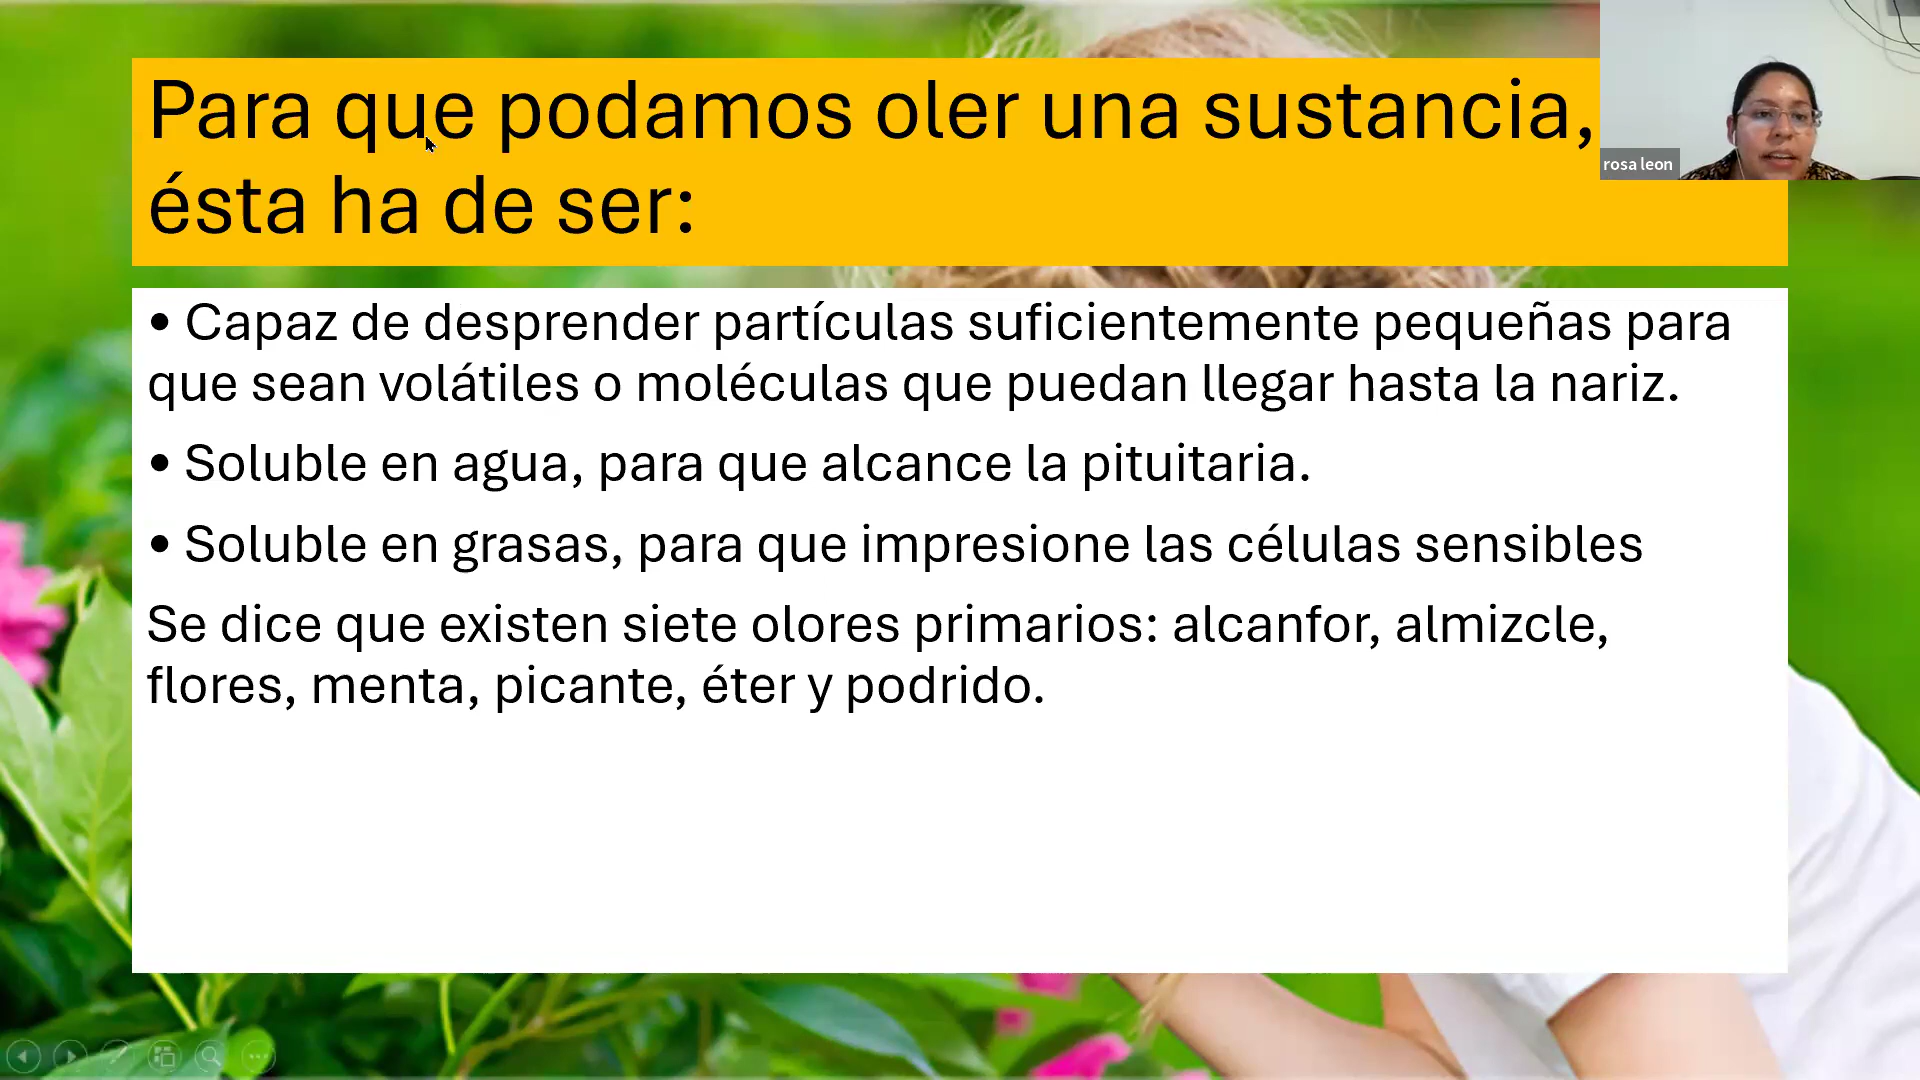 Para que podamos oler una sustancia,
ésta ha de ser:
rosa leon
• Capaz de desprender partículas suficientemente pequeñas para
que sean volátiles o moléculas que puedan llegar hasta la nariz.
• Soluble en agua, para que alcance la pituitaria.
• Soluble en grasas, para que impresione las células sensibles
Se dice que existen siete olores primarios: alcanfor, almizcle,
flores, menta, picante, éter y podrido.